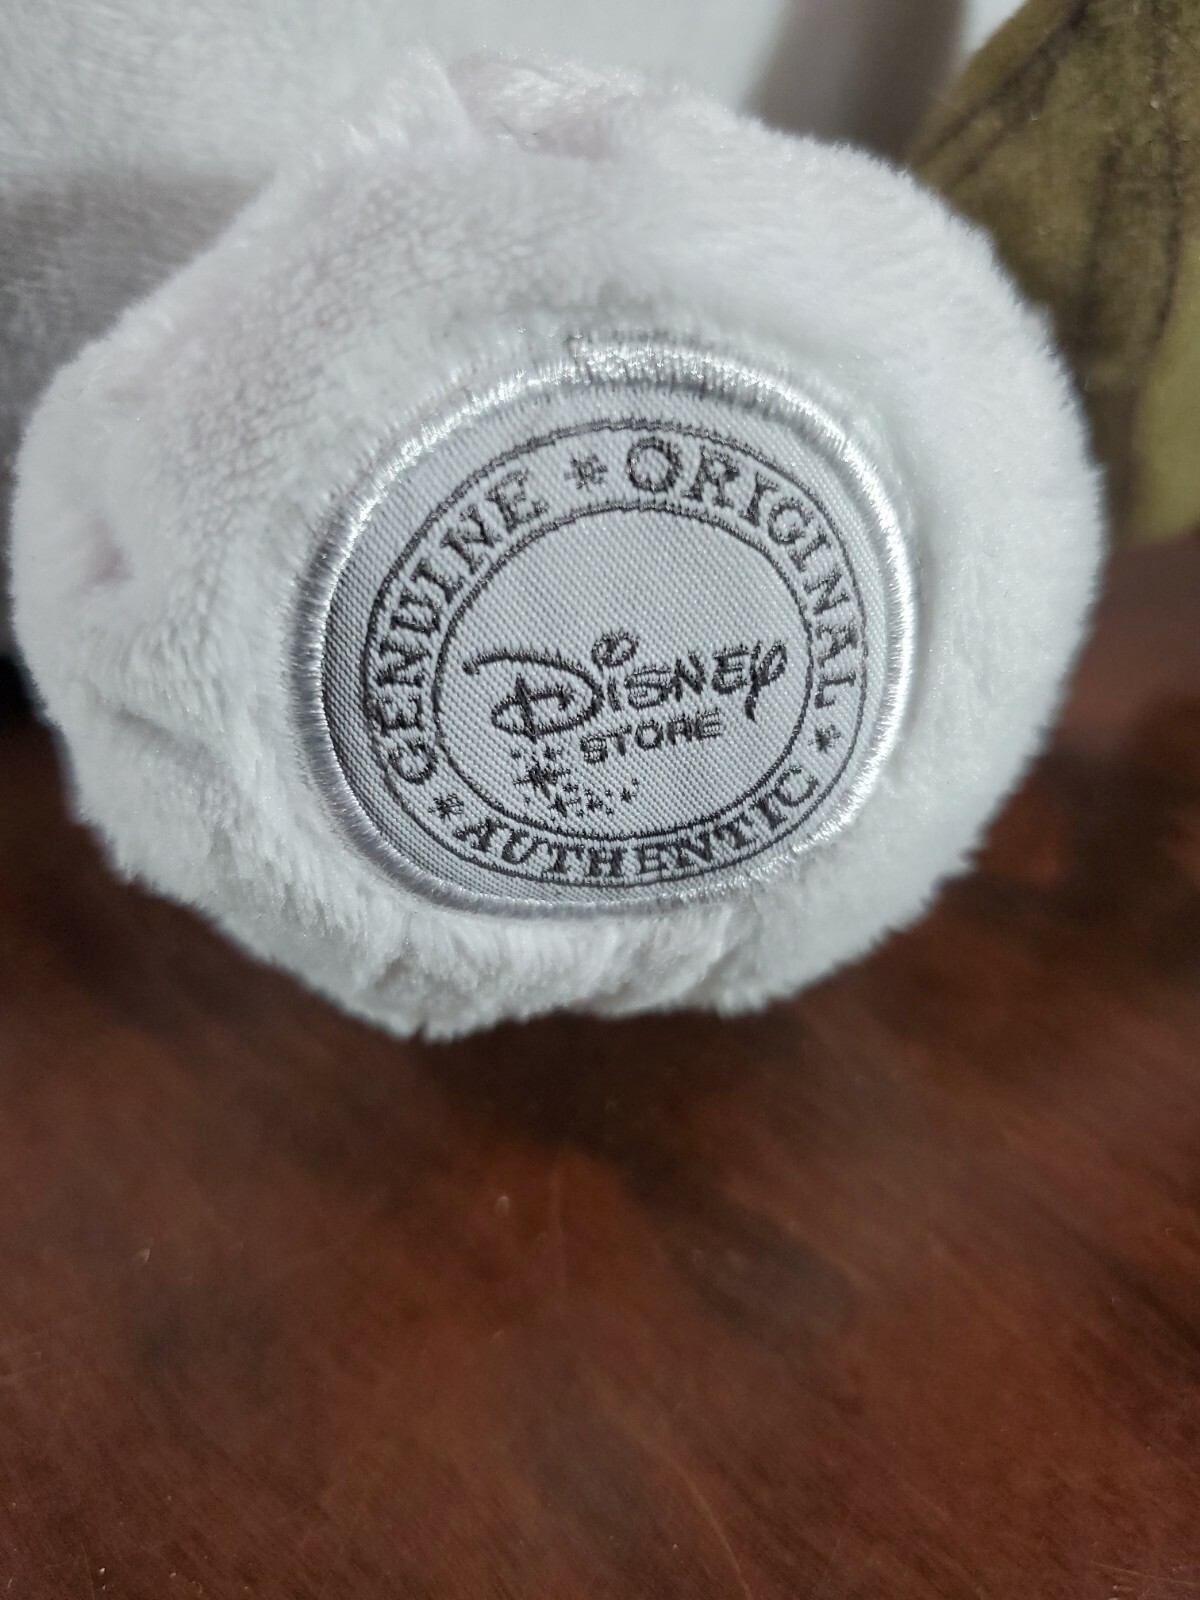 GENUINE * ORIGINAL * AUTHENTIC *
Disney
STORE